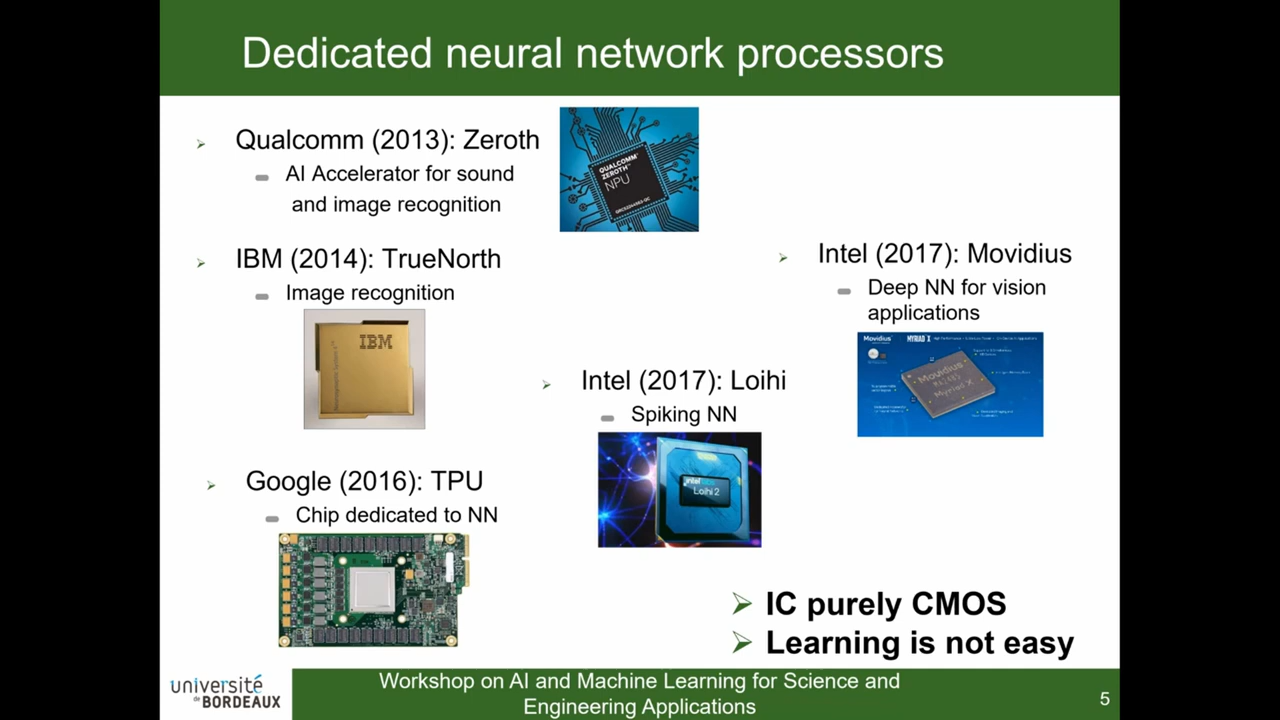 Dedicated neural network processors
Qualcomm (2013): Zeroth
AI Accelerator for sound
and image recognition
QUALCOMM
ZEROTH
NPU
IBM (2014): TrueNorth
Image recognition
IBM
Intel (2017): Movidius
Deep NN for vision
applications
Movidius
MYRIAD X
Movidius
Myriad X
Intel (2017): Loihi
Spiking NN
intel labs
Loihi 2
Google (2016): TPU
Chip dedicated to NN
IC purely CMOS
Learning is not easy
université
de BORDEAUX
Workshop on AI and Machine Learning for Science and
Engineering Applications
5